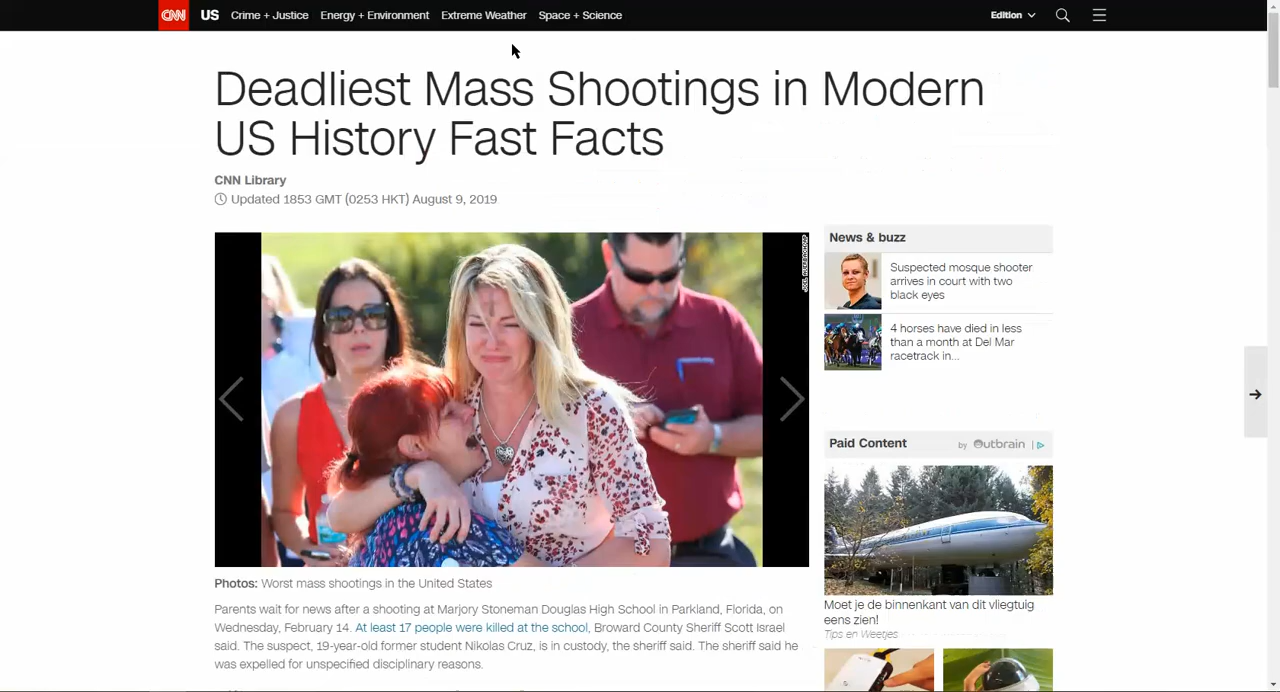 CNN US Crime + Justice Energy + Environment Extreme Weather Space + Science Edition
Deadliest Mass Shootings in Modern
US History Fast Facts
CNN Library
Updated 1853 GMT (0253 HKT) August 9, 2019
JOEL AUERBACH/AP
Photos: Worst mass shootings in the United States
Parents wait for news after a shooting at Marjory Stoneman Douglas High School in Parkland, Florida, on
Wednesday, February 14. At least 17 people were killed at the school, Broward County Sheriff Scott Israel
said. The suspect, 19-year-old former student Nikolas Cruz, is in custody, the sheriff said. The sheriff said he
was expelled for unspecified disciplinary reasons.
News & buzz
Suspected mosque shooter
arrives in court with two
black eyes
4 horses have died in less
than a month at Del Mar
racetrack in...
Paid Content by Outbrain
Moet je de binnenkant van dit vliegtuig
eens zien!
Tips en Weetjes